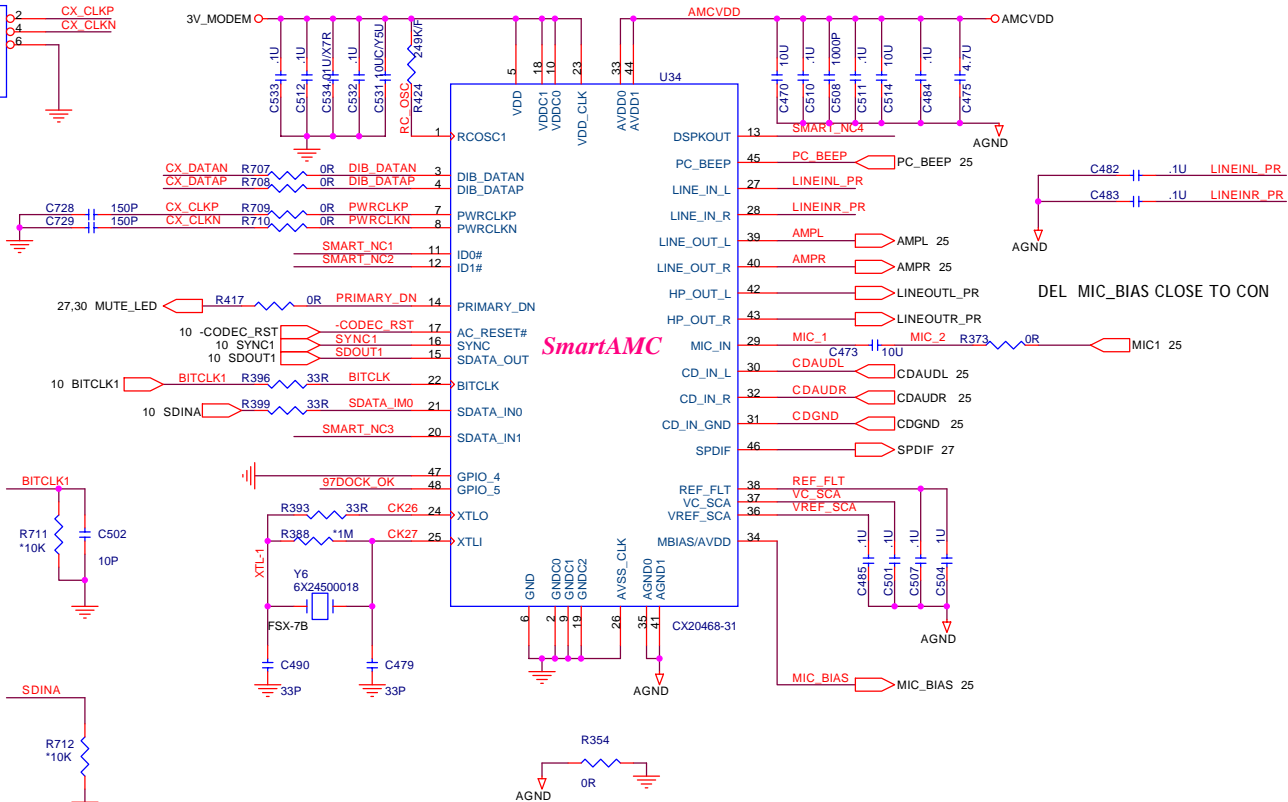 2 CX_CLKP
4 CX_CLKN
6
3V_MODEM
AMCVDD
AMCVDD
C533 .1U
C512 .1U
C534 .01U/X7R
C532 .1U
C531 10UC/Y5U
R424 249K/F
RC_OSC
5 VDD
18 VDDC1
10 VDDC0
23 VDD_CLK
33 AVDD0
44 AVDD1
U34
C470 10U
C510 .1U
C508 1000P
C511 .1U
C514 10U
C484 .1U
C475 4.7U
AGND
1 RCOSC1
CX_DATAN R707 0R DIB_DATAN 3 DIB_DATAN
CX_DATAP R708 0R DIB_DATAP 4 DIB_DATAP
C728 150P CX_CLKP R709 0R PWRCLKP 7 PWRCLKP
C729 150P CX_CLKN R710 0R PWRCLKN 8 PWRCLKN
SMART_NC1 11 ID0#
SMART_NC2 12 ID1#
27,30 MUTE_LED R417 0R PRIMARY_DN 14 PRIMARY_DN
10 -CODEC_RST -CODEC_RST 17 AC_RESET#
10 SYNC1 SYNC1 16 SYNC
10 SDOUT1 SDOUT1 15 SDATA_OUT
10 BITCLK1 BITCLK1 R396 33R BITCLK 22 BITCLK
10 SDINA R399 33R SDATA_IM0 21 SDATA_IN0
SMART_NC3 20 SDATA_IN1
47 GPIO_4
97DOCK_OK 48 GPIO_5
R393 33R CK26 24 XTLO
R388 *1M CK27 25 XTLI
XTL-1
Y6
6X24500018
FSX-7B
C490
33P
C479
33P
SmartAMC
DSPKOUT 13 SMART_NC4
PC_BEEP 45 PC_BEEP PC_BEEP 25
LINE_IN_L 27 LINEINL_PR
LINE_IN_R 28 LINEINR_PR
LINE_OUT_L 39 AMPL AMPL 25
LINE_OUT_R 40 AMPR AMPR 25
HP_OUT_L 42 LINEOUTL_PR
HP_OUT_R 43 LINEOUTR_PR
MIC_IN 29 MIC_1 C473 10U MIC_2 R373 0R MIC1 25
CD_IN_L 30 CDAUDL CDAUDL 25
CD_IN_R 32 CDAUDR CDAUDR 25
CD_IN_GND 31 CDGND CDGND 25
SPDIF 46 SPDIF 27
REF_FLT 38 REF_FLT
VC_SCA 37 VC_SCA
VREF_SCA 36 VREF_SCA
MBIAS/AVDD 34
C485 .1U
C501 .1U
C507 .1U
C504 .1U
AGND
6 GND
2 GNDC0
9 GNDC1
19 GNDC2
26 AVSS_CLK
35 AGND0
41 AGND1
CX20468-31
AGND
MIC_BIAS MIC_BIAS 25
C482 .1U LINEINL_PR
C483 .1U LINEINR_PR
AGND
DEL MIC_BIAS CLOSE TO CON
BITCLK1
R711
*10K
C502
10P
SDINA
R712
*10K
R354
0R
AGND